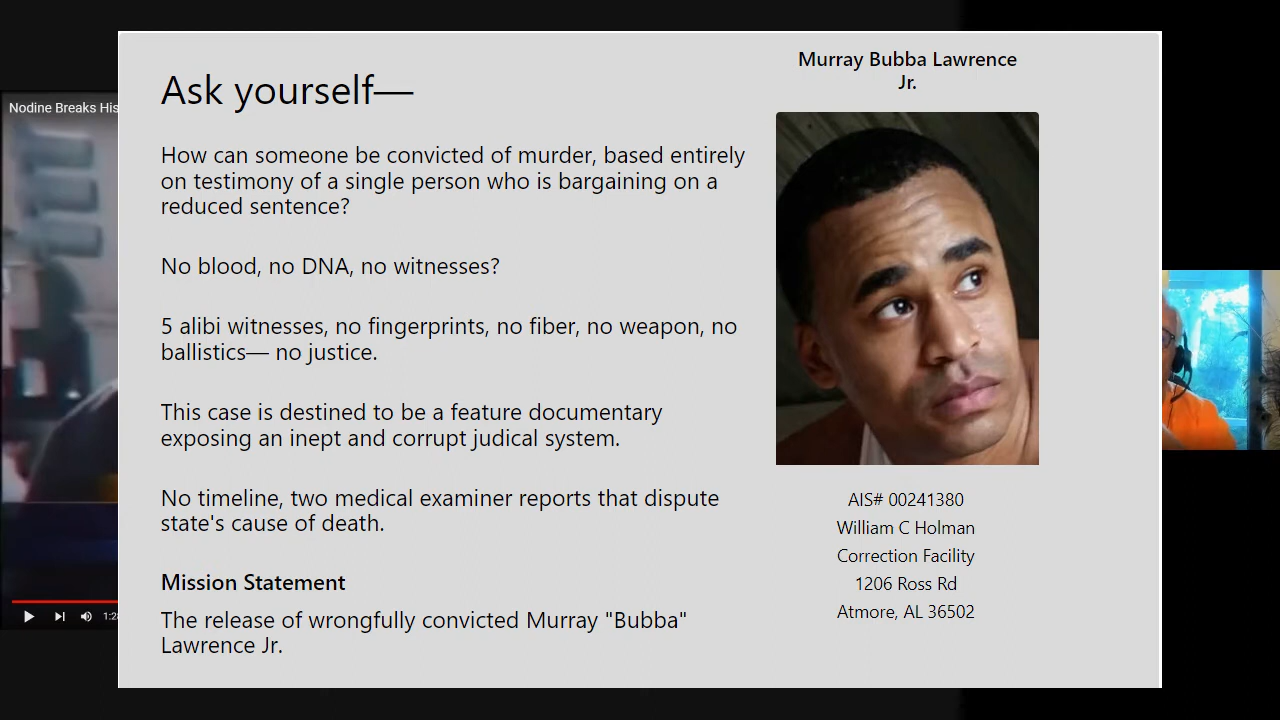 Nodine Breaks His
Ask yourself—
How can someone be convicted of murder, based entirely
on testimony of a single person who is bargaining on a
reduced sentence?
No blood, no DNA, no witnesses?
5 alibi witnesses, no fingerprints, no fiber, no weapon, no
ballistics— no justice.
This case is destined to be a feature documentary
exposing an inept and corrupt judical system.
No timeline, two medical examiner reports that dispute
state's cause of death.
Mission Statement
The release of wrongfully convicted Murray "Bubba"
Lawrence Jr.
Murray Bubba Lawrence
Jr.
AIS# 00241380
William C Holman
Correction Facility
1206 Ross Rd
Atmore, AL 36502